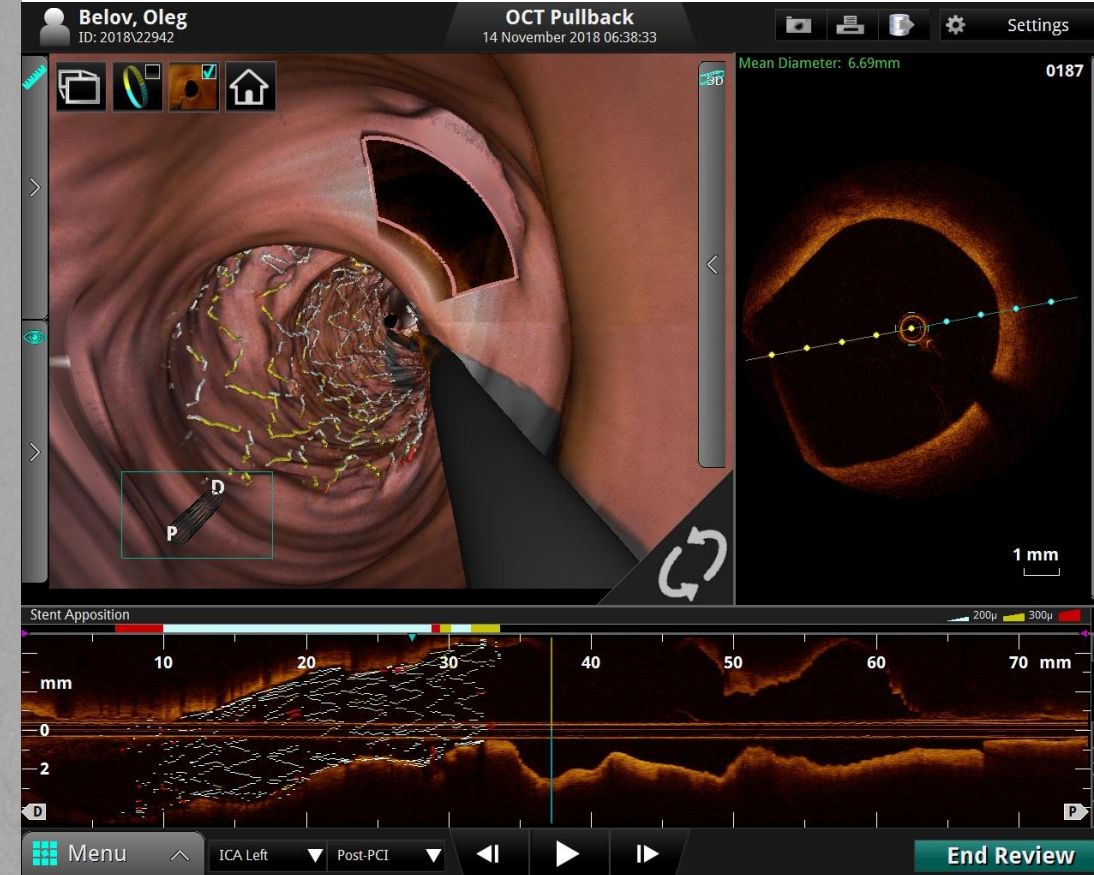 Belov, Oleg
ID: 2018\22942
OCT Pullback
14 November 2018 06:38:33
Settings
3D
Mean Diameter: 6.69mm
0187
D
P
1 mm
Stent Apposition
200µ 300µ
10 20 30 40 50 60 70 mm
mm
0
2
D P
Menu
ICA Left
Post-PCI
End Review